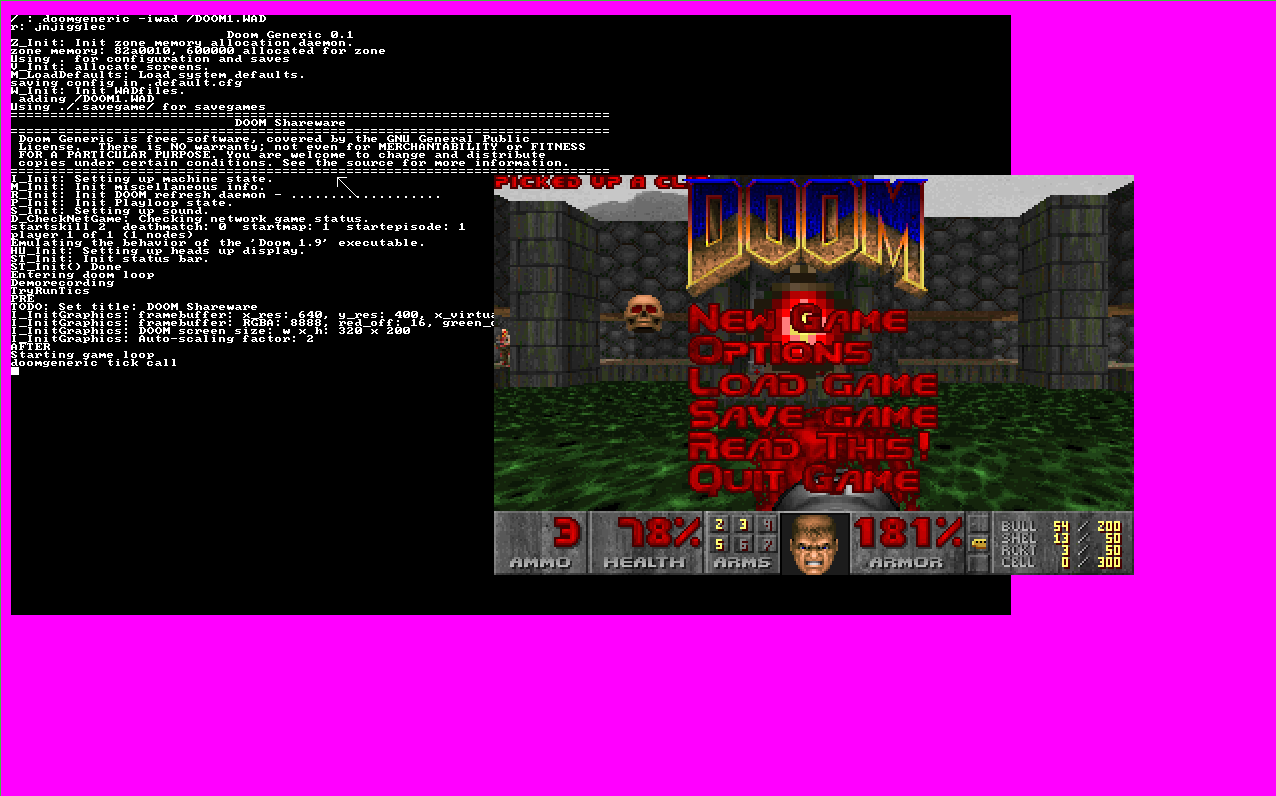 / : doomgeneric -iwad /DOOM1.WAD
r: jnjigglec
Doom Generic 0.1
Z_Init: Init zone memory allocation daemon.
zone memory: 82a0010, 600000 allocated for zone
Using . for configuration and saves
V_Init: allocate screens.
M_LoadDefaults: Load system defaults.
saving config in .default.cfg
W_Init: Init WADfiles.
adding /DOOM1.WAD
Using ./.savegame/ for savegames
===========================================================================
DOOM Shareware
===========================================================================
Doom Generic is free software, covered by the GNU General Public
License.  There is NO warranty; not even for MERCHANTABILITY or FITNESS
FOR A PARTICULAR PURPOSE. You are welcome to change and distribute
copies under certain conditions. See the source for more information.
===========================================================================
I_Init: Setting up machine state.
M_Init: Init miscellaneous info.
R_Init: Init DOOM refresh daemon - ...................
P_Init: Init Playloop state.
S_Init: Setting up sound.
D_CheckNetGame: Checking network game status.
startskill 2  deathmatch: 0  startmap: 1  startepisode: 1
player 1 of 1 (1 nodes)
Emulating the behavior of the 'Doom 1.9' executable.
HU_Init: Setting up heads up display.
ST_Init: Init status bar.
ST_Init() Done
Entering doom loop
Demorecording
TryRunTics
PRE
TODO: Set title: DOOM Shareware
I_InitGraphics: framebuffer: x_res: 640, y_res: 400, x_virtua
I_InitGraphics: framebuffer: RGBA: 8888, red_off: 16, green_o
I_InitGraphics: DOOM screen size: w x h: 320 x 200
I_InitGraphics: Auto-scaling factor: 2
AFTER
Starting game loop
doomgeneric tick call
PICKED UP A CLIP
DOOM
NEW GAME
OPTIONS
LOAD GAME
SAVE GAME
READ THIS!
QUIT GAME
3 78% 2 3 4 181% BULL 54 / 200
SHEL 13 / 50
5 6 7 RCKT 3 / 50
AMMO HEALTH ARMS ARMOR CELL 0 / 300